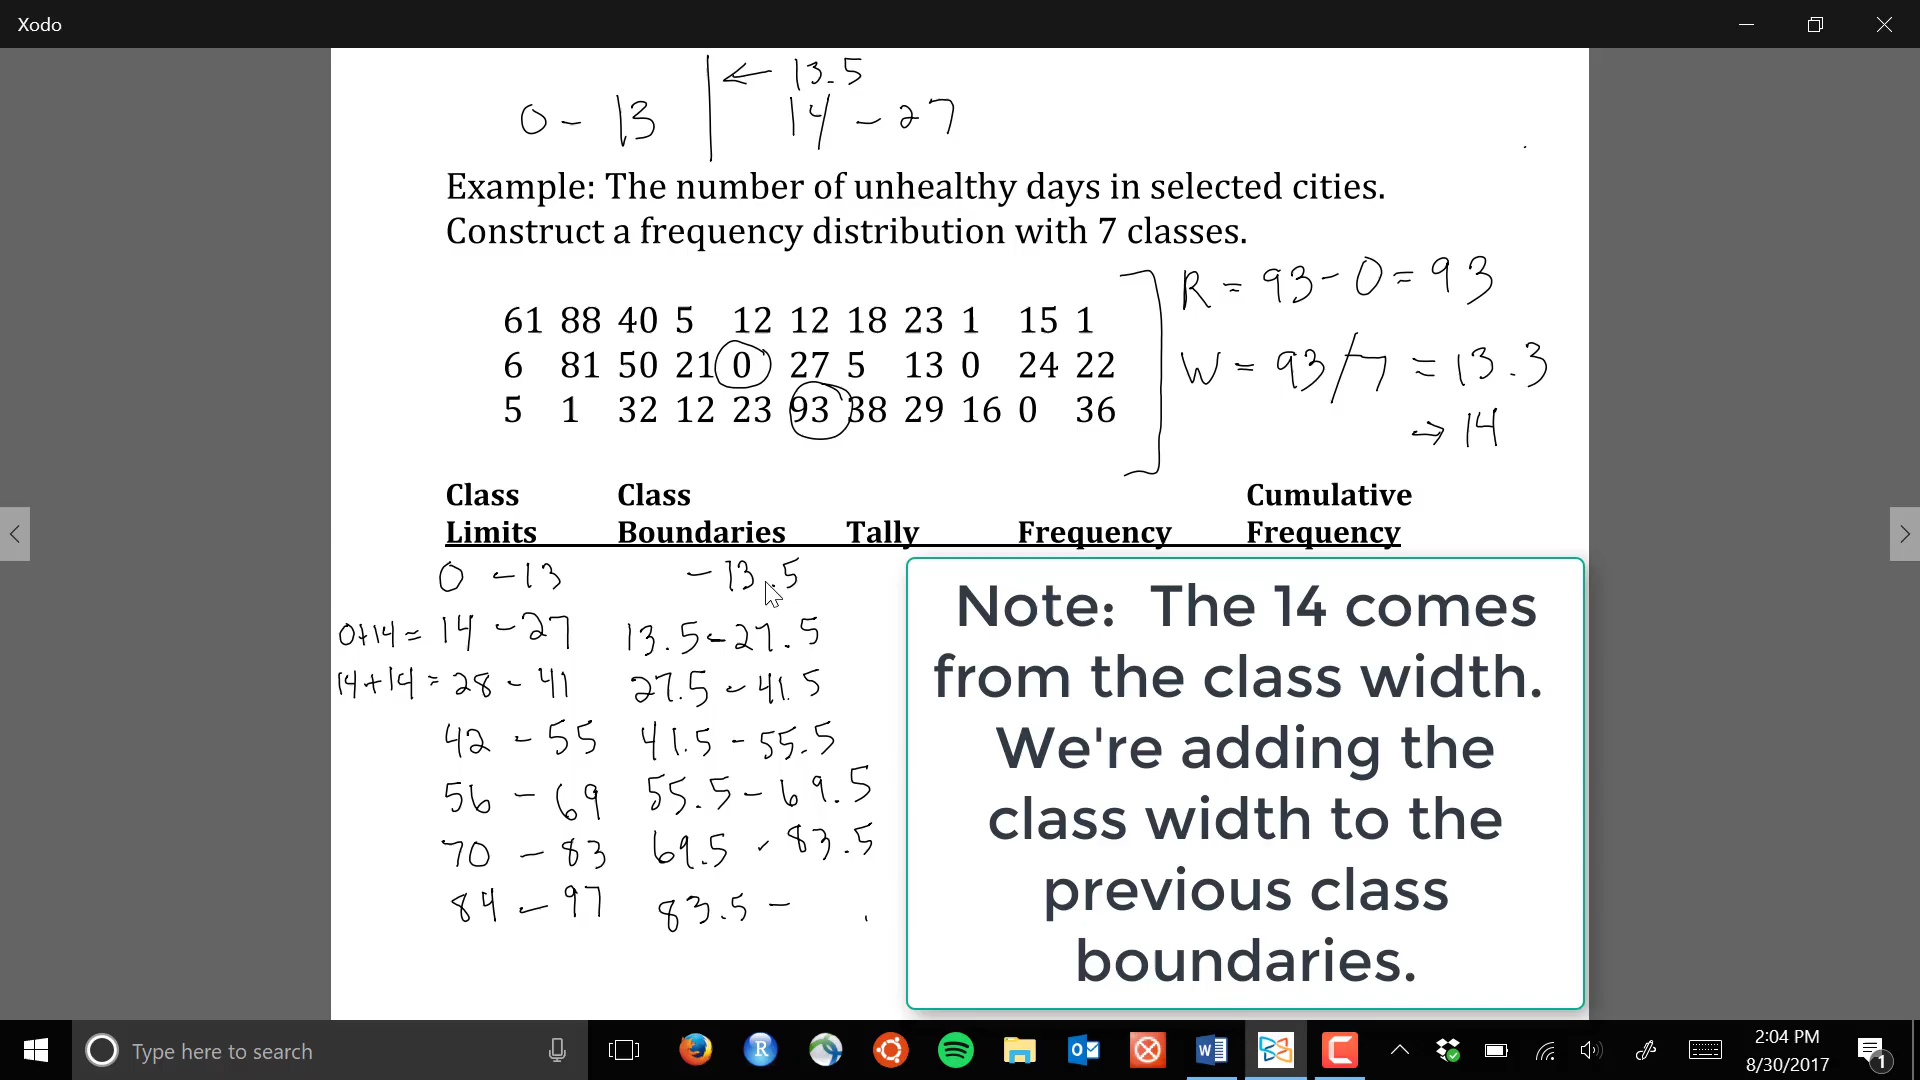 Xodo
← 13.5
0 - 13 14 - 27
Example: The number of unhealthy days in selected cities.
Construct a frequency distribution with 7 classes.
R = 93 - 0 = 93
61 88 40 5 12 12 18 23 1 15 1
6 81 50 21 0 27 5 13 0 24 22
W = 93/7 = 13.3
5 1 32 12 23 93 38 29 16 0 36
→ 14
Class Class Cumulative
Limits Boundaries Tally Frequency Frequency
0 - 13 - 13.5
0+14 = 14 - 27 13.5 - 27.5
14+14 = 28 - 41 27.5 - 41.5
42 - 55 41.5 - 55.5
56 - 69 55.5 - 69.5
70 - 83 69.5 - 83.5
84 - 97 83.5 -
Note: The 14 comes
from the class width.
We're adding the
class width to the
previous class
boundaries.
Type here to search
2:04 PM
8/30/2017
1